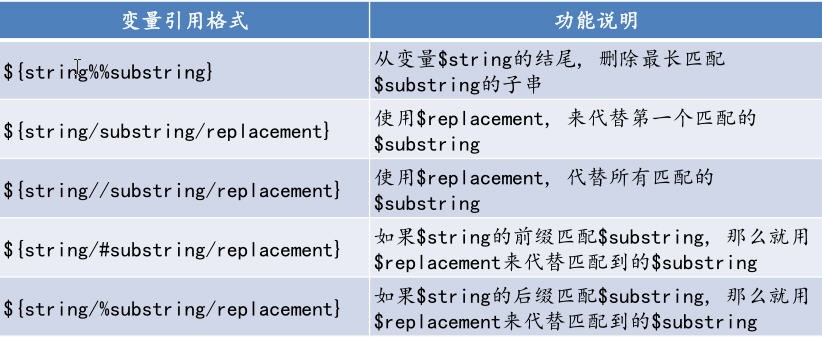 变量引用格式
功能说明
${string%%substring}
从变量$string的结尾, 删除最长匹配
$substring的子串
${string/substring/replacement}
使用$replacement, 来代替第一个匹配的
$substring
${string//substring/replacement}
使用$replacement, 代替所有匹配的
$substring
${string/#substring/replacement}
如果$string的前缀匹配$substring, 那么就用
$replacement来代替匹配到的$substring
${string/%substring/replacement}
如果$string的后缀匹配$substring, 那么就用
$replacement来代替匹配到的$substring